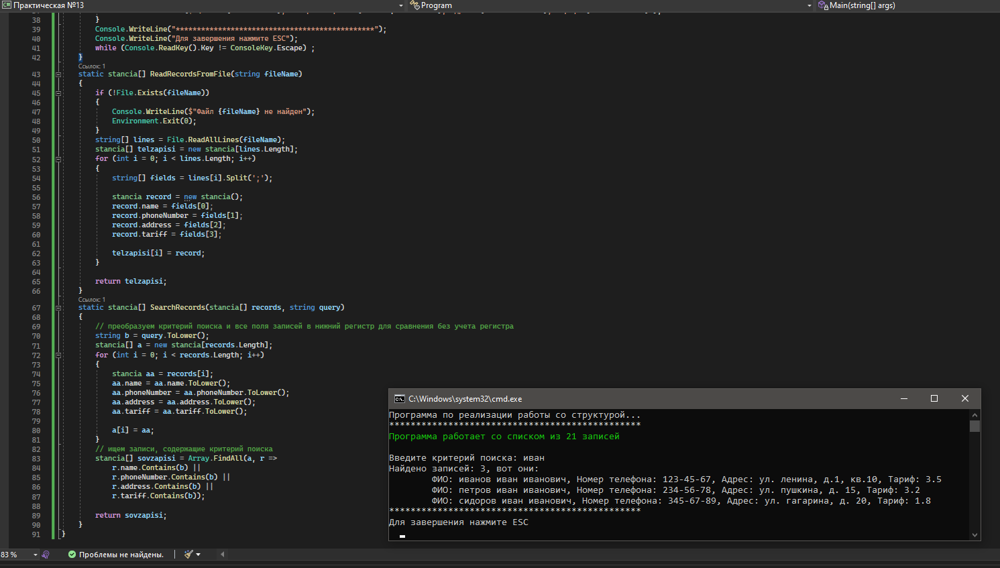 C# Практическая №13
Program
Main(string[] args)
38 }
39 Console.WriteLine("***********************************************");
40 Console.WriteLine("Для завершения нажмите ESC");
41 while (Console.ReadKey().Key != ConsoleKey.Escape) ;
42 }
Ссылок: 1
43 static stancia[] ReadRecordsFromFile(string fileName)
44 {
45 if (!File.Exists(fileName))
46 {
47 Console.WriteLine($"Файл {fileName} не найден");
48 Environment.Exit(0);
49 }
50 string[] lines = File.ReadAllLines(fileName);
51 stancia[] telzapisi = new stancia[lines.Length];
52 for (int i = 0; i < lines.Length; i++)
53 {
54 string[] fields = lines[i].Split(';');
55
56 stancia record = new stancia();
57 record.name = fields[0];
58 record.phoneNumber = fields[1];
59 record.address = fields[2];
60 record.tariff = fields[3];
61
62 telzapisi[i] = record;
63 }
64
65 return telzapisi;
66 }
Ссылок: 1
67 static stancia[] SearchRecords(stancia[] records, string query)
68 {
69 // преобразуем критерий поиска и все поля записей в нижний регистр для сравнения без учета регистра
70 string b = query.ToLower();
71 stancia[] a = new stancia[records.Length];
72 for (int i = 0; i < records.Length; i++)
73 {
74 stancia aa = records[i];
75 aa.name = aa.name.ToLower();
76 aa.phoneNumber = aa.phoneNumber.ToLower();
77 aa.address = aa.address.ToLower();
78 aa.tariff = aa.tariff.ToLower();
79
80 a[i] = aa;
81 }
82 // ищем записи, содержащие критерий поиска
83 stancia[] sovzapisi = Array.FindAll(a, r =>
84 r.name.Contains(b) ||
85 r.phoneNumber.Contains(b) ||
86 r.address.Contains(b) ||
87 r.tariff.Contains(b));
88
89 return sovzapisi;
90 }
91 }
C:\Windows\system32\cmd.exe
Программа по реализации работы со структурой...
***********************************************
Программа работает со списком из 21 записей
Введите критерий поиска: иван
Найдено записей: 3, вот они:
ФИО: иванов иван иванович, Номер телефона: 123-45-67, Адрес: ул. ленина, д.1, кв.10, Тариф: 3.5
ФИО: петров иван иванович, Номер телефона: 234-56-78, Адрес: ул. пушкина, д. 15, Тариф: 3.2
ФИО: сидоров иван иванович, Номер телефона: 345-67-89, Адрес: ул. гагарина, д. 20, Тариф: 1.8
***********************************************
Для завершения нажмите ESC
83 %
Проблемы не найдены.